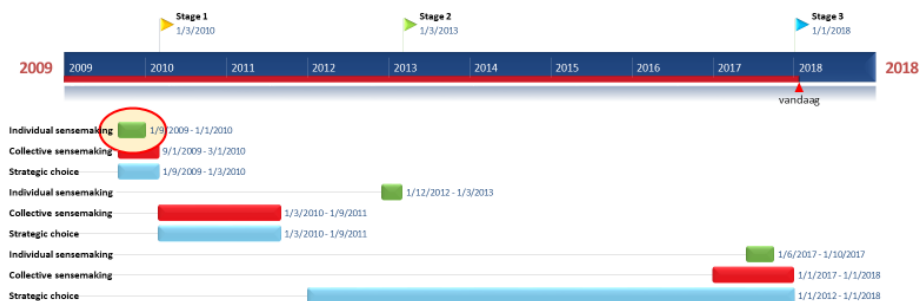 Stage 1
1/3/2010
Stage 2
1/3/2013
Stage 3
1/1/2018
2009 2009 2010 2011 2012 2013 2014 2015 2016 2017 2018 2018
vandaag
Individual sensemaking 1/9/2009 - 1/1/2010
Collective sensemaking 9/1/2009 - 3/1/2010
Strategic choice 1/9/2009 - 1/3/2010
Individual sensemaking 1/12/2012 - 1/3/2013
Collective sensemaking 1/3/2010 - 1/9/2011
Strategic choice 1/3/2010 - 1/9/2011
Individual sensemaking 1/6/2017 - 1/10/2017
Collective sensemaking 1/1/2017 - 1/1/2018
Strategic choice 1/1/2012 - 1/1/2018